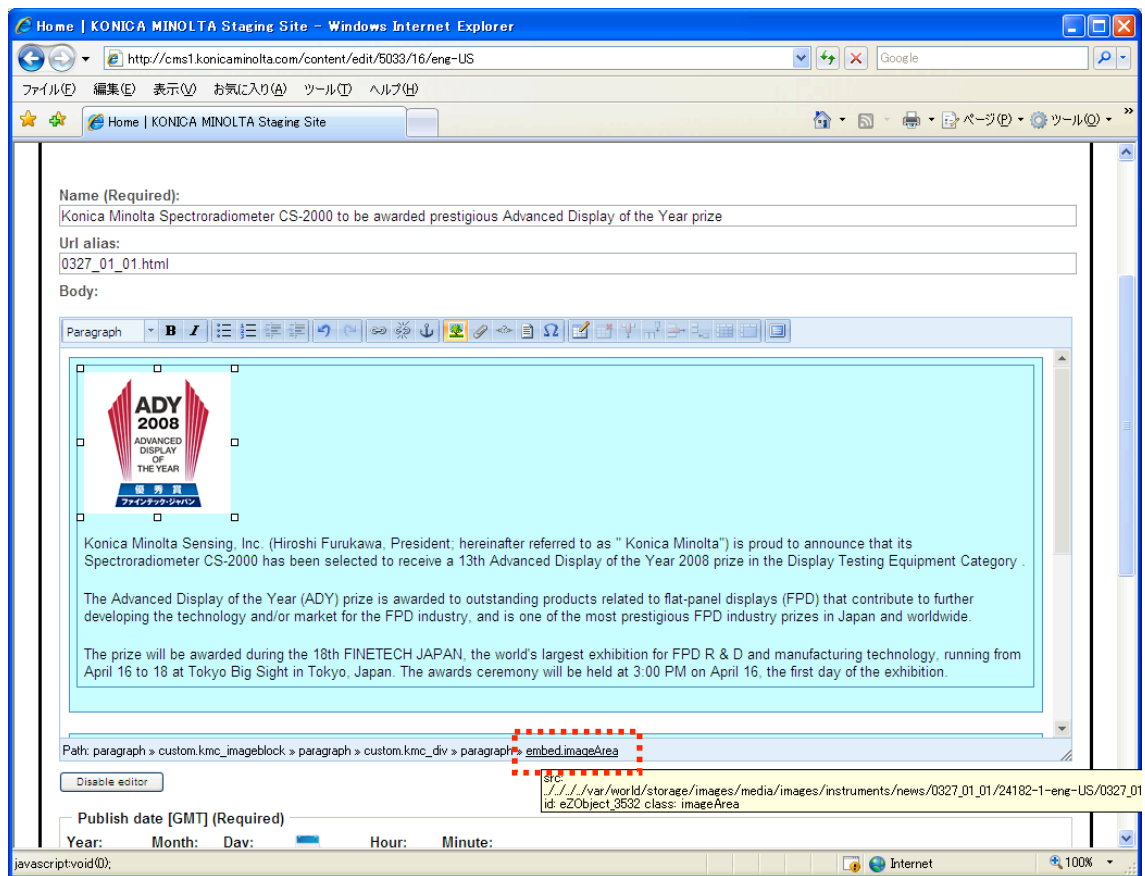 Home | KONICA MINOLTA Staging Site - Windows Internet Explorer
http://cms1.konicaminolta.com/content/edit/5033/16/eng-US
Google
ファイル(F) 編集(E) 表示(V) お気に入り(A) ツール(T) ヘルプ(H)
Home | KONICA MINOLTA Staging Site
ページ(P) ツール(O) »
Name (Required):
Konica Minolta Spectroradiometer CS-2000 to be awarded prestigious Advanced Display of the Year prize
Url alias:
0327_01_01.html
Body:
Paragraph B I Ω
ADY
2008
ADVANCED
DISPLAY
OF
THE YEAR
優秀賞
ファインテック・ジャパン
Konica Minolta Sensing, Inc. (Hiroshi Furukawa, President; hereinafter referred to as " Konica Minolta") is proud to announce that its
Spectroradiometer CS-2000 has been selected to receive a 13th Advanced Display of the Year 2008 prize in the Display Testing Equipment Category .
The Advanced Display of the Year (ADY) prize is awarded to outstanding products related to flat-panel displays (FPD) that contribute to further
developing the technology and/or market for the FPD industry, and is one of the most prestigious FPD industry prizes in Japan and worldwide.
The prize will be awarded during the 18th FINETECH JAPAN, the world's largest exhibition for FPD R & D and manufacturing technology, running from
April 16 to 18 at Tokyo Big Sight in Tokyo, Japan. The awards ceremony will be held at 3:00 PM on April 16, the first day of the exhibition.
Path: paragraph » custom.kmc_imageblock » paragraph » custom.kmc_div » paragraph » embed.imageArea
Disable editor
src:
../../../../var/world/storage/images/media/images/instruments/news/0327_01_01/24182-1-eng-US/0327_01
id: eZObject_3532 class: imageArea
Publish date [GMT] (Required)
Year: Month: Day: Hour: Minute:
javascript:void(0);
Internet
100%